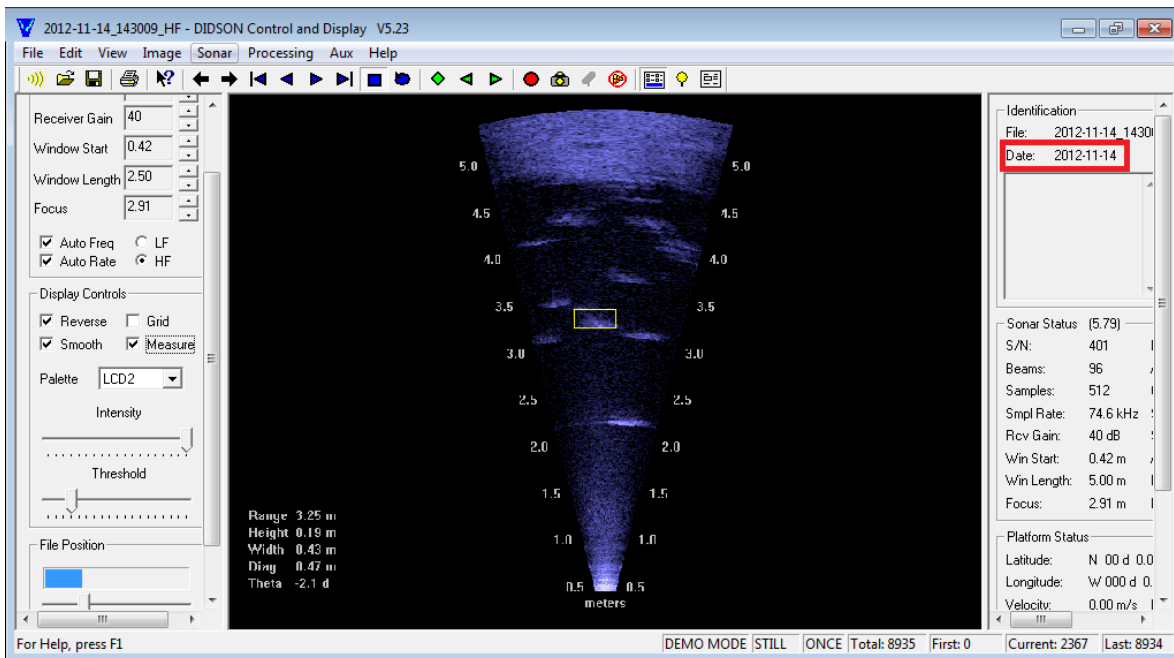 2012-11-14_143009_HF - DIDSON Control and Display V5.23
File Edit View Image Sonar Processing Aux Help
Receiver Gain 40
Window Start 0.42
Window Length 2.50
Focus 2.91
Auto Freq LF
Auto Rate HF
Display Controls
Reverse Grid
Smooth Measure
Palette LCD2
Intensity
Threshold
File Position
5.0 5.0
4.5 4.5
4.0 4.0
3.5 3.5
3.0 3.0
2.5 2.5
2.0 2.0
1.5 1.5
1.0 1.0
0.5 0.5
meters
Range 3.25 m
Height 0.19 m
Width 0.43 m
Diag 0.47 m
Theta -2.1 d
Identification
File: 2012-11-14_1430
Date: 2012-11-14
Sonar Status (5.79)
S/N: 401
Beams: 96
Samples: 512
Smpl Rate: 74.6 kHz
Rcv Gain: 40 dB
Win Start: 0.42 m
Win Length: 5.00 m
Focus: 2.91 m
Platform Status
Latitude: N 00 d 0.0
Longitude: W 000 d 0.
Velocity: 0.00 m/s
For Help, press F1
DEMO MODE STILL ONCE Total: 8935 First: 0 Current: 2367 Last: 8934